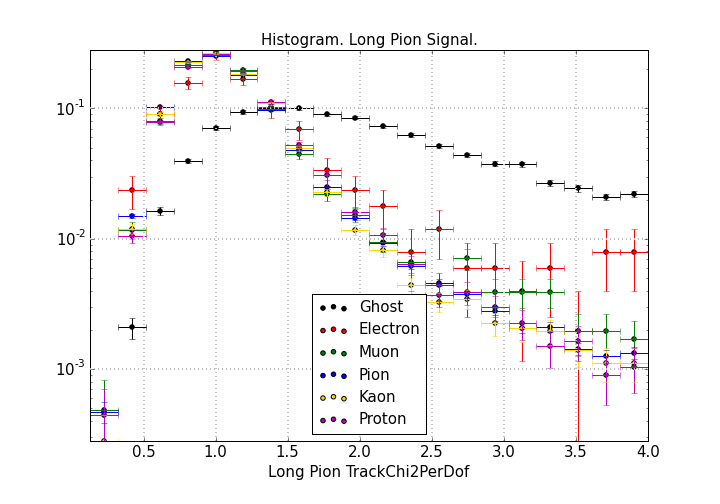 Histogram. Long Pion Signal.
10^-1
10^-2
10^-3
Ghost
Electron
Muon
Pion
Kaon
Proton
0.5 1.0 1.5 2.0 2.5 3.0 3.5 4.0
Long Pion TrackChi2PerDof